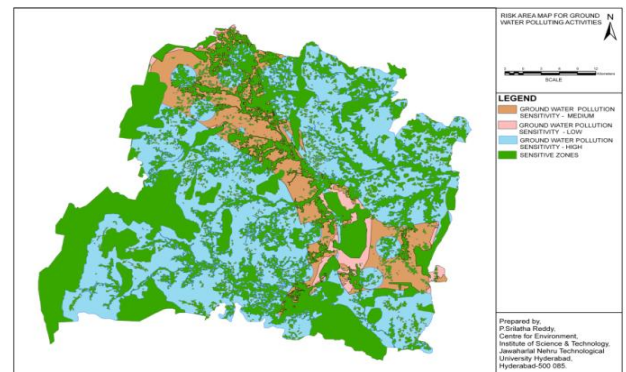 RISK AREA MAP FOR GROUND
WATER POLLUTING ACTIVITIES
N
SCALE
LEGEND
GROUND WATER POLLUTION
SENSITIVITY - MEDIUM
GROUND WATER POLLUTION
SENSITIVITY - LOW
GROUND WATER POLLUTION
SENSITIVITY - HIGH
SENSITIVE ZONES
Prepared by,
P.Srilatha Reddy,
Centre for Environment,
Institute of Science & Technology,
Jawaharlal Nehru Technological
University Hyderabad,
Hyderabad-500 085.